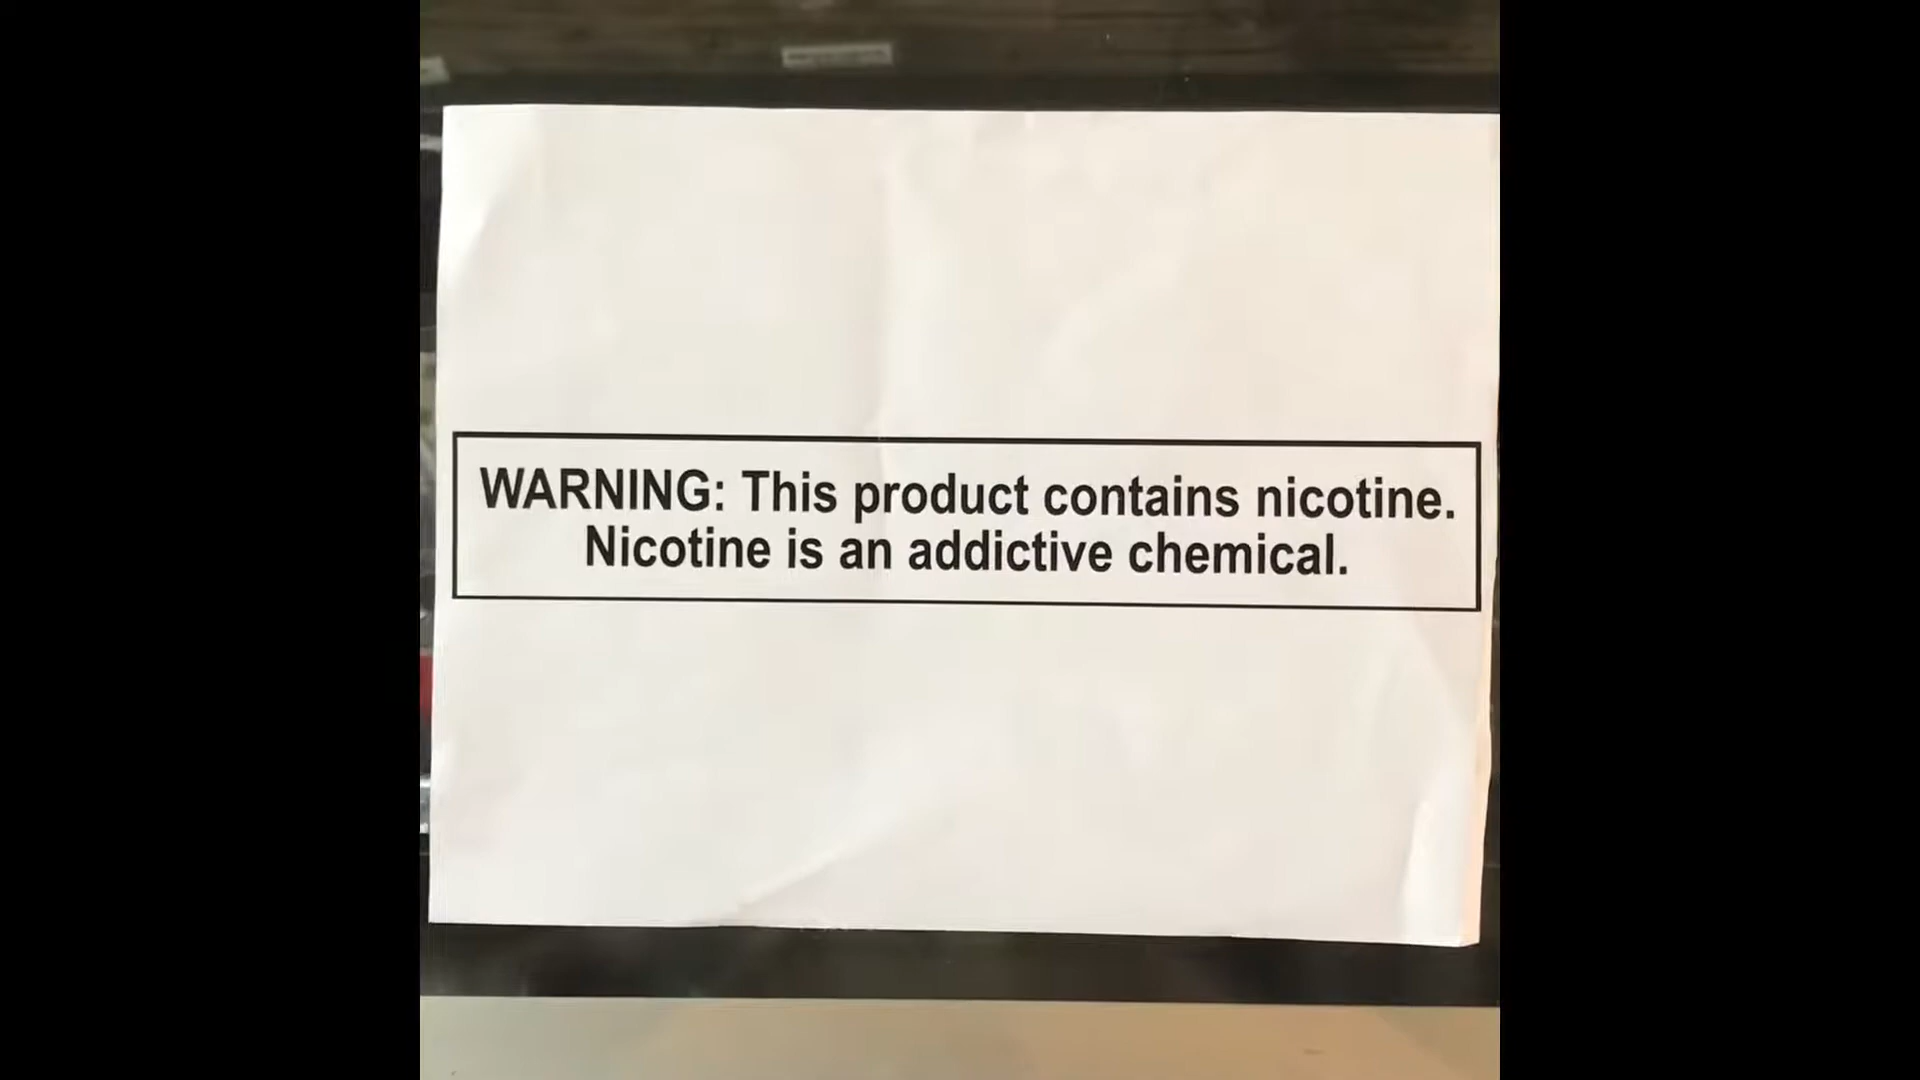 WARNING: This product contains nicotine.
Nicotine is an addictive chemical.